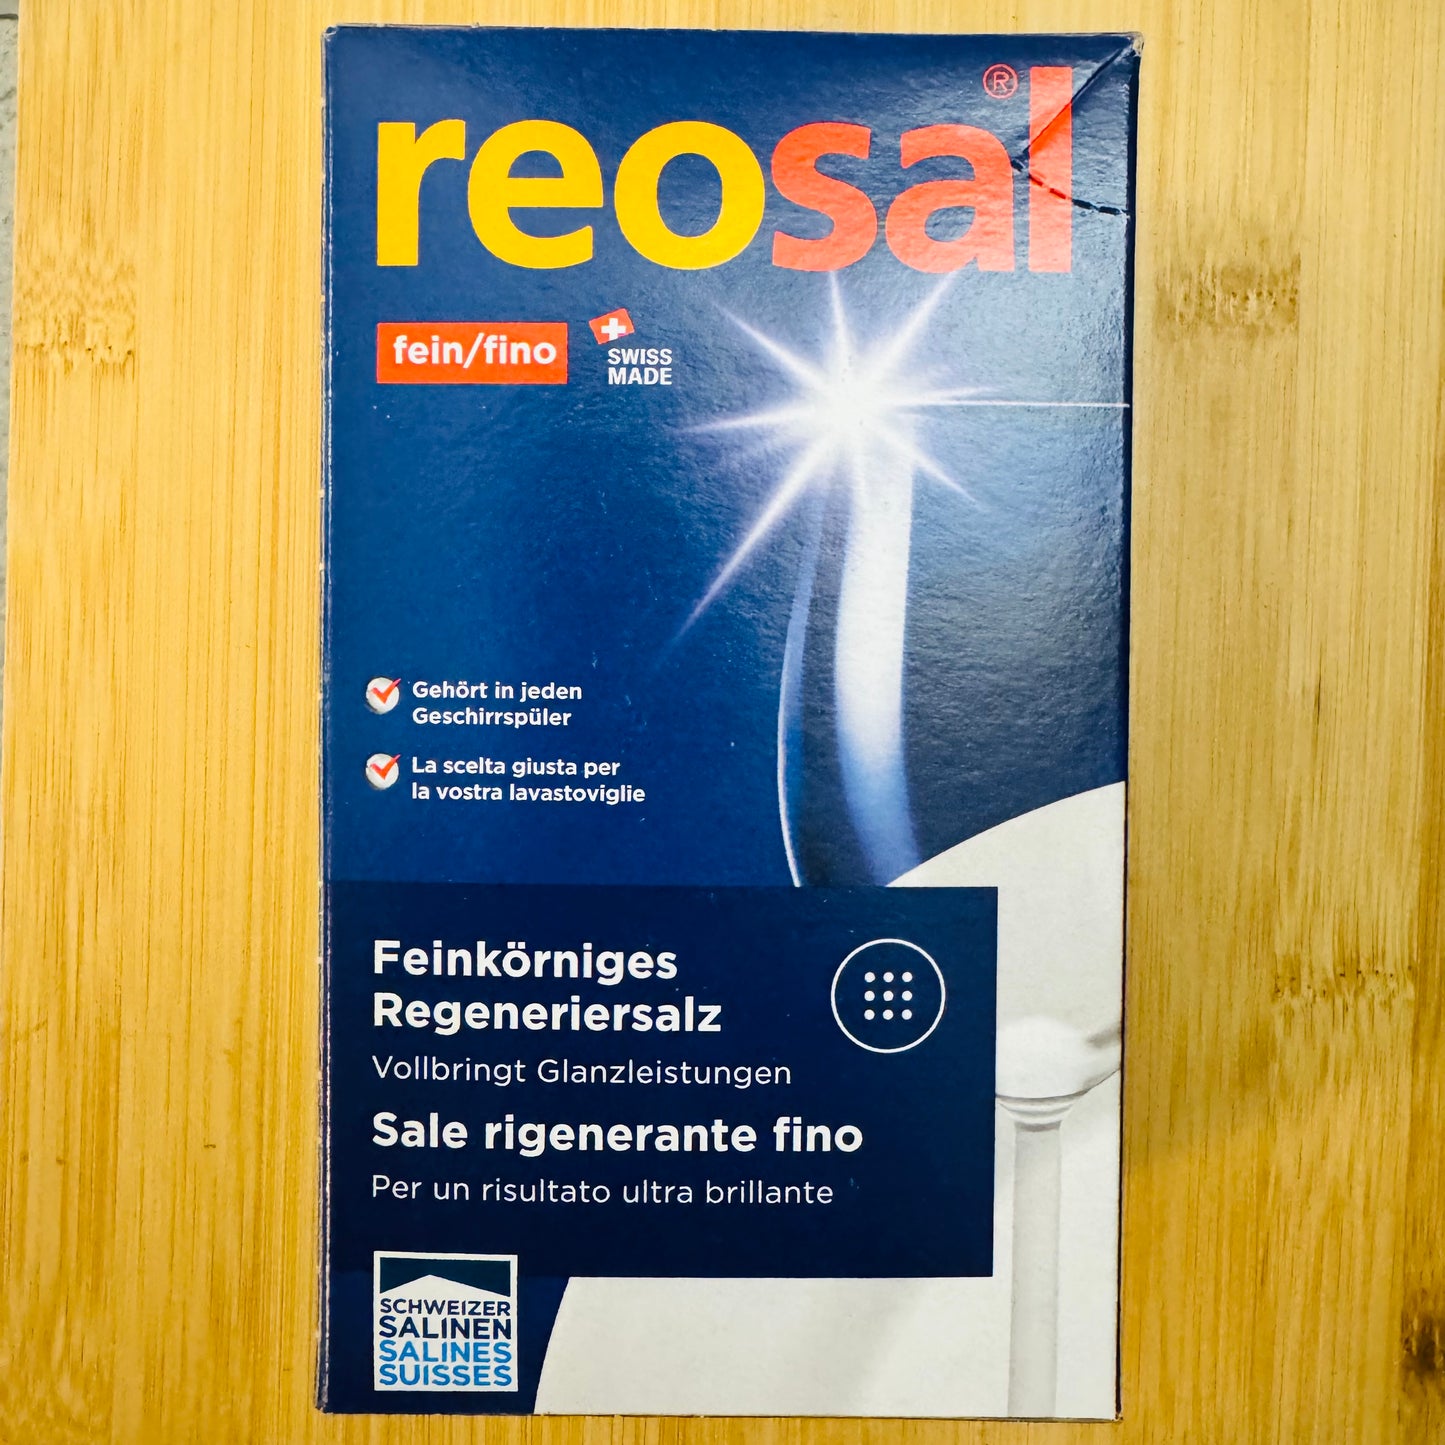 reosal®
fein/fino
SWISS
MADE
Gehört in jeden
Geschirrspüler
La scelta giusta per
la vostra lavastoviglie
Feinkörniges
Regeneriersalz
Vollbringt Glanzleistungen
Sale rigenerante fino
Per un risultato ultra brillante
SCHWEIZER
SALINEN
SALINES
SUISSES